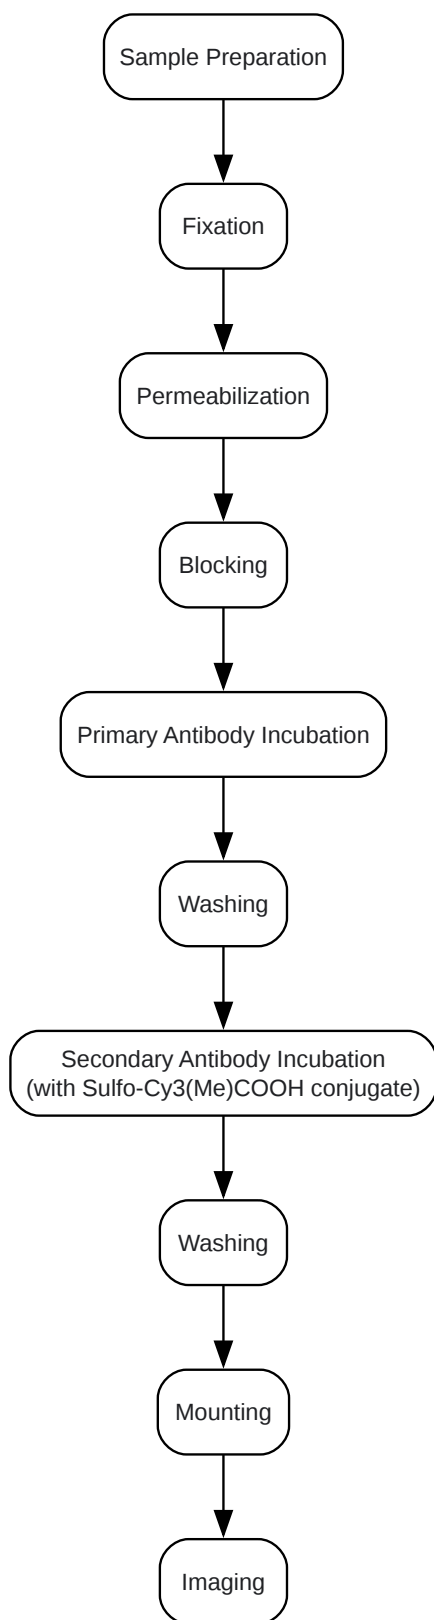 Sample Preparation
Fixation
Permeabilization
Blocking
Primary Antibody Incubation
Washing
Secondary Antibody Incubation
(with Sulfo-Cy3(Me)COOH conjugate)
Washing
Mounting
Imaging